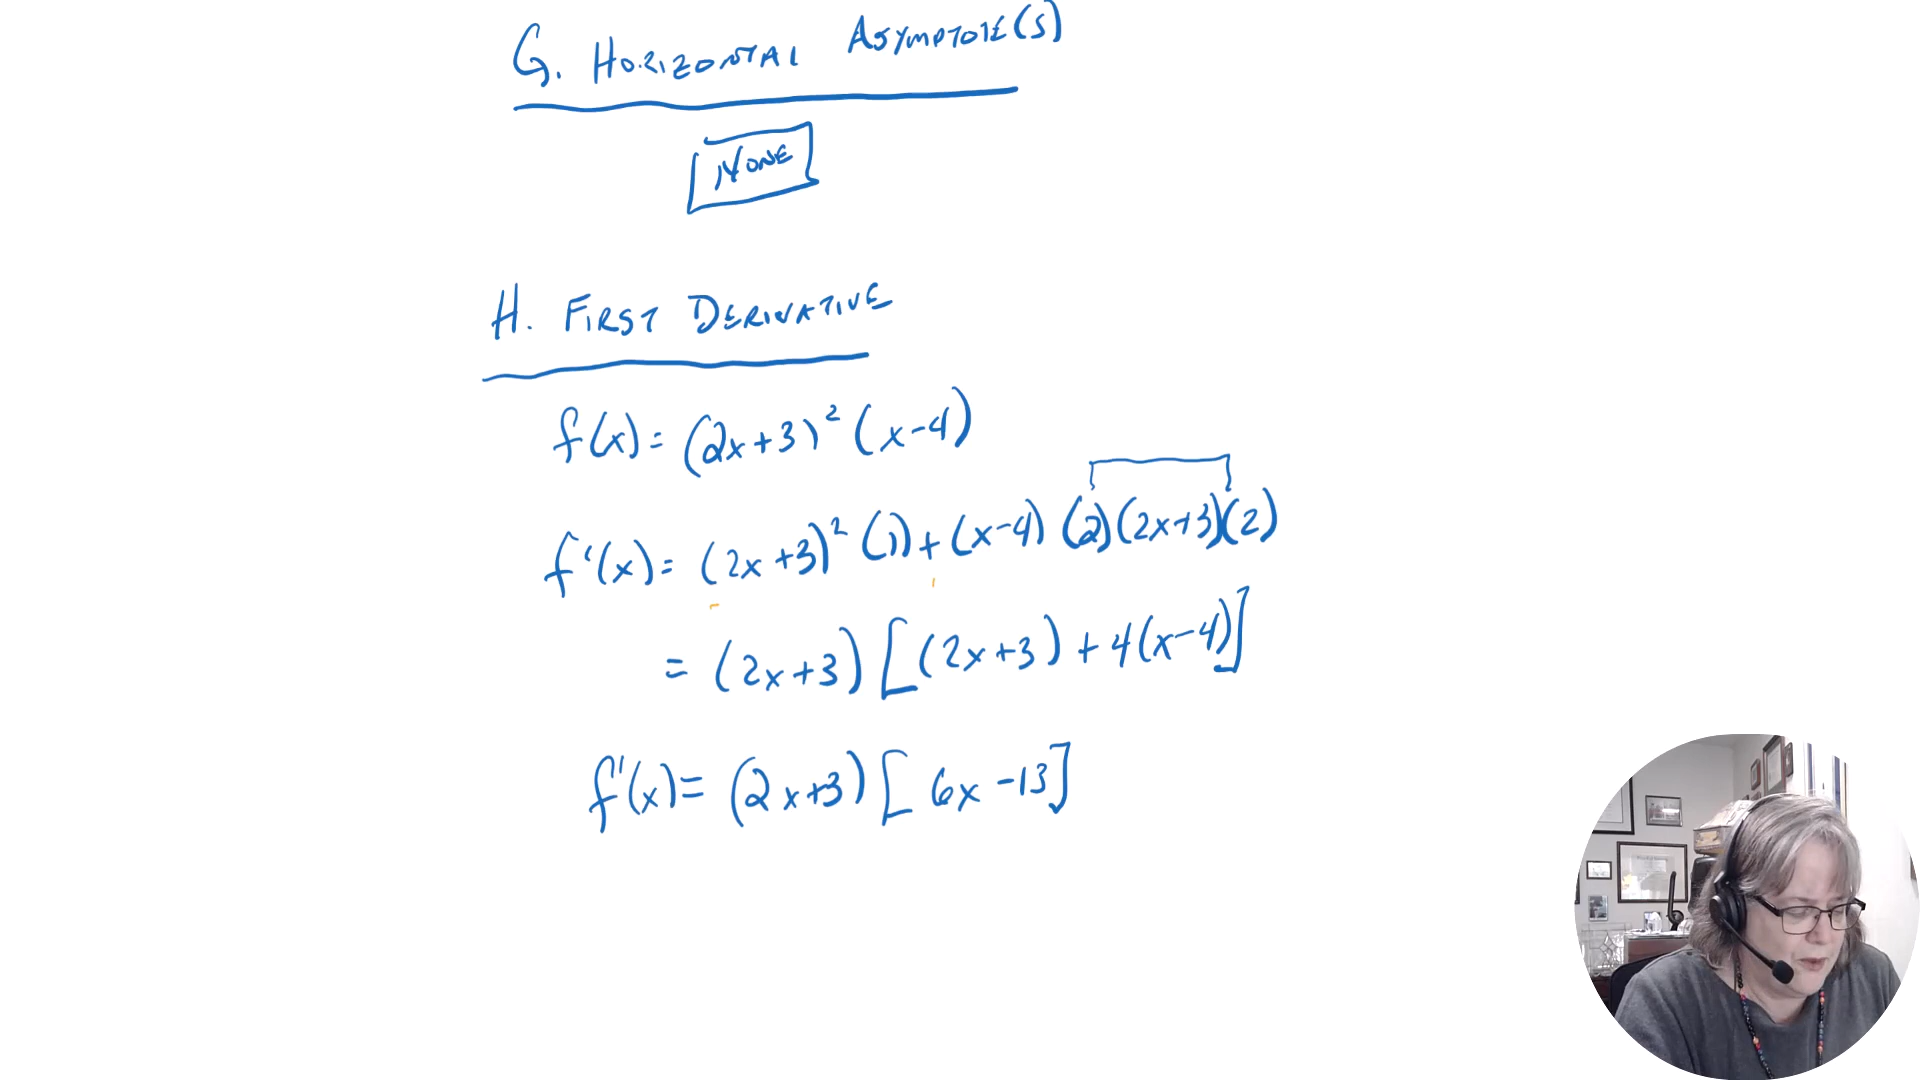 G. HORIZONTAL ASYMPTOTE(S)
NONE
H. FIRST DERIVATIVE
f(x) = (2x+3)² (x-4)
f'(x) = (2x+3)² (1) + (x-4) (2)(2x+3)(2)
= (2x+3) [(2x+3) + 4(x-4)]
f'(x) = (2x+3) [6x -13]